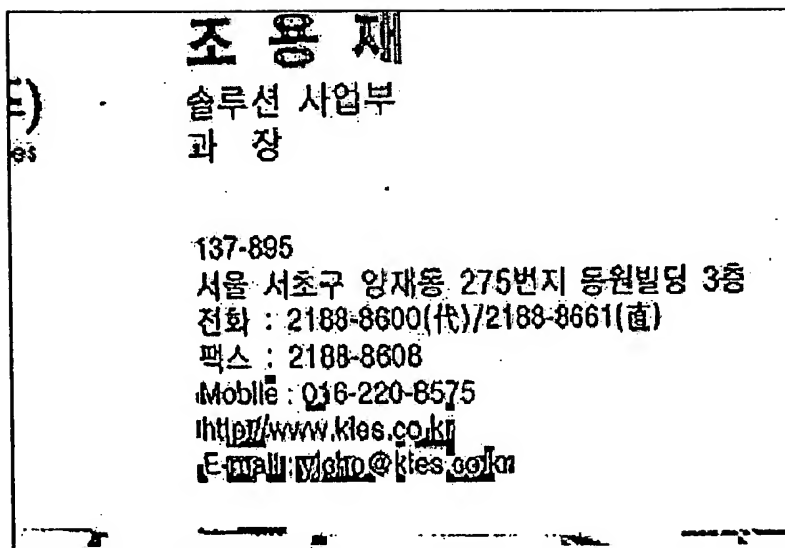 조 용 재
솔루션 사업부
과 장
137-895
서울 서초구 양재동 275번지 동원빌딩 3층
전화 : 2188-8600(代)/2188-8661(直)
팩스 : 2188-8608
Mobile : 016-220-8575
http://www.kles.co.kr
E-mail : yjcho@kles.co.kr